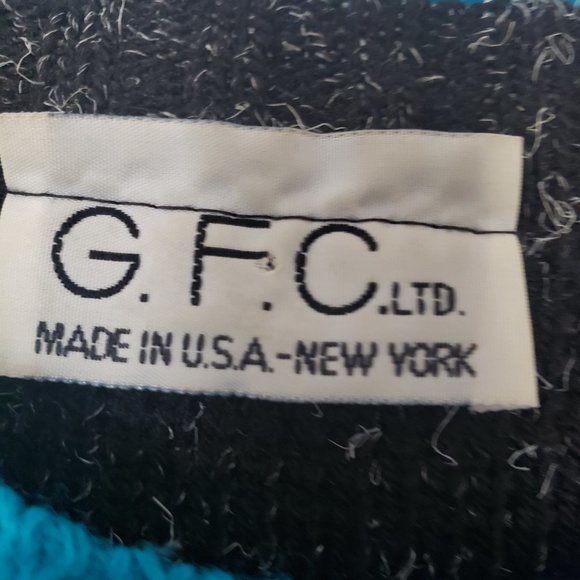 G. F. C. LTD.
MADE IN U.S.A.-NEW YORK